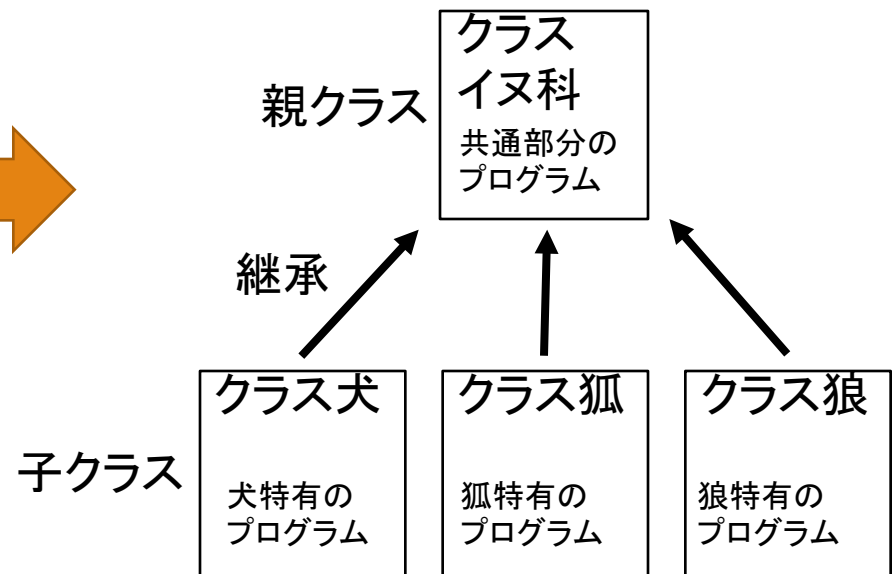 親クラス
クラス
イヌ科
共通部分の
プログラム
継承
子クラス
クラス犬
犬特有の
プログラム
クラス狐
狐特有の
プログラム
クラス狼
狼特有の
プログラム